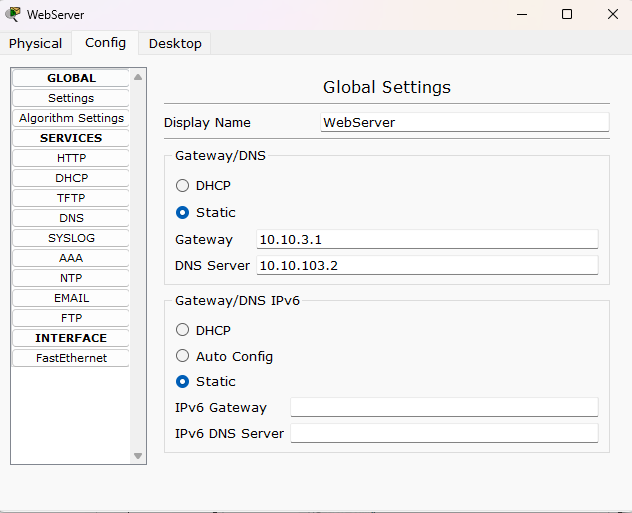 WebServer
Physical Config Desktop
GLOBAL
Settings
Algorithm Settings
SERVICES
HTTP
DHCP
TFTP
DNS
SYSLOG
AAA
NTP
EMAIL
FTP
INTERFACE
FastEthernet
Global Settings
Display Name WebServer
Gateway/DNS
DHCP
Static
Gateway 10.10.3.1
DNS Server 10.10.103.2
Gateway/DNS IPv6
DHCP
Auto Config
Static
IPv6 Gateway
IPv6 DNS Server